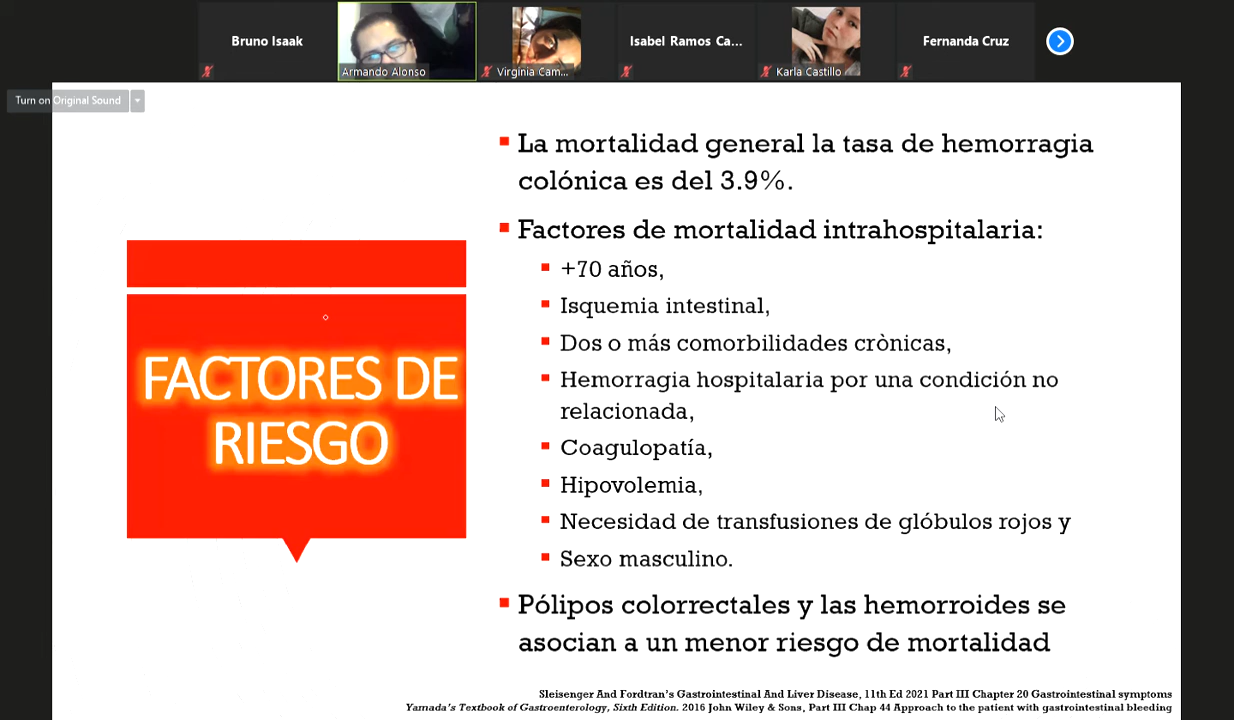 Bruno Isaak
Armando Alonso
Virginia Cam...
Isabel Ramos Ca...
Karla Castillo
Fernanda Cruz
Turn on Original Sound
FACTORES DE
RIESGO
La mortalidad general la tasa de hemorragia
colónica es del 3.9%.
Factores de mortalidad intrahospitalaria:
+70 años,
Isquemia intestinal,
Dos o más comorbilidades crònicas,
Hemorragia hospitalaria por una condición no
relacionada,
Coagulopatía,
Hipovolemia,
Necesidad de transfusiones de glóbulos rojos y
Sexo masculino.
Pólipos colorrectales y las hemorroides se
asocian a un menor riesgo de mortalidad
Sleisenger And Fordtran's Gastrointestinal And Liver Disease, 11th Ed 2021 Part III Chapter 20 Gastrointestinal symptoms
Yamada's Textbook of Gastroenterology, Sixth Edition. 2016 John Wiley & Sons, Part III Chap 44 Approach to the patient with gastrointestinal bleeding